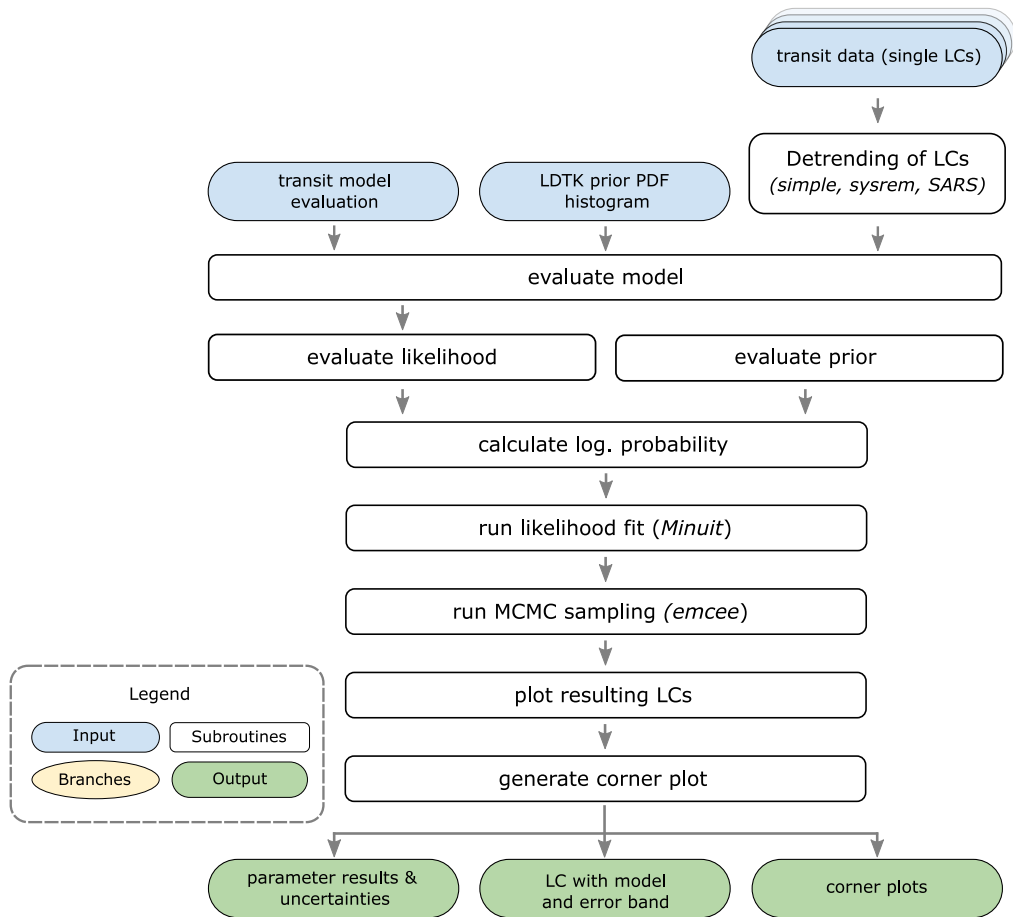 transit data (single LCs)
Detrending of LCs
(simple, sysrem, SARS)
transit model
evaluation
LDTK prior PDF
histogram
evaluate model
evaluate likelihood
evaluate prior
calculate log. probability
run likelihood fit (Minuit)
run MCMC sampling (emcee)
plot resulting LCs
generate corner plot
Legend
Input
Subroutines
Branches
Output
parameter results &
uncertainties
LC with model
and error band
corner plots